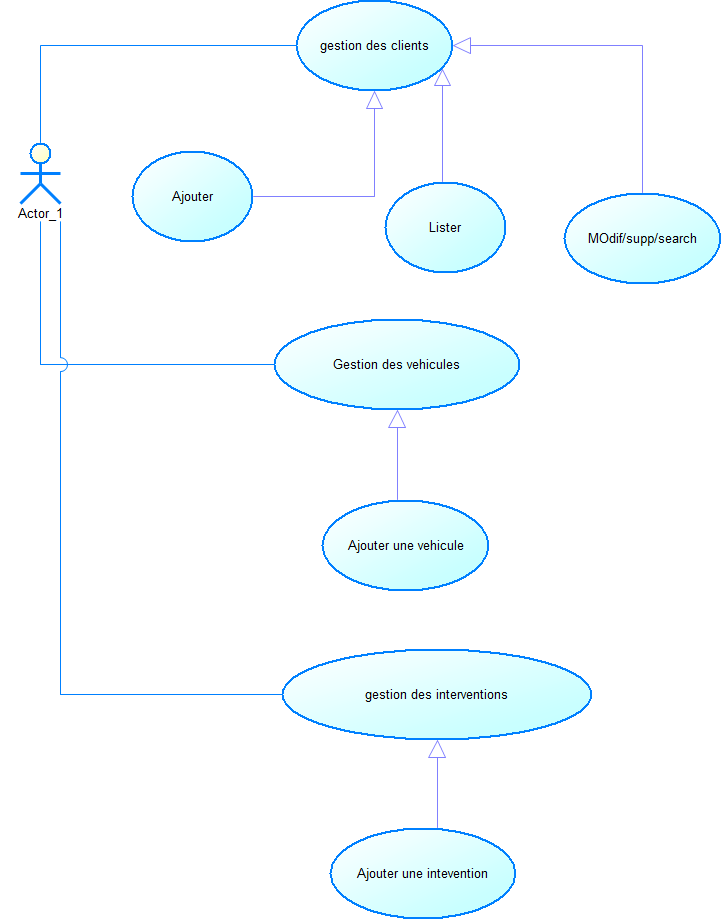 gestion des clients
Actor_1
Ajouter
Lister
MOdif/supp/search
Gestion des vehicules
Ajouter une vehicule
gestion des interventions
Ajouter une intevention